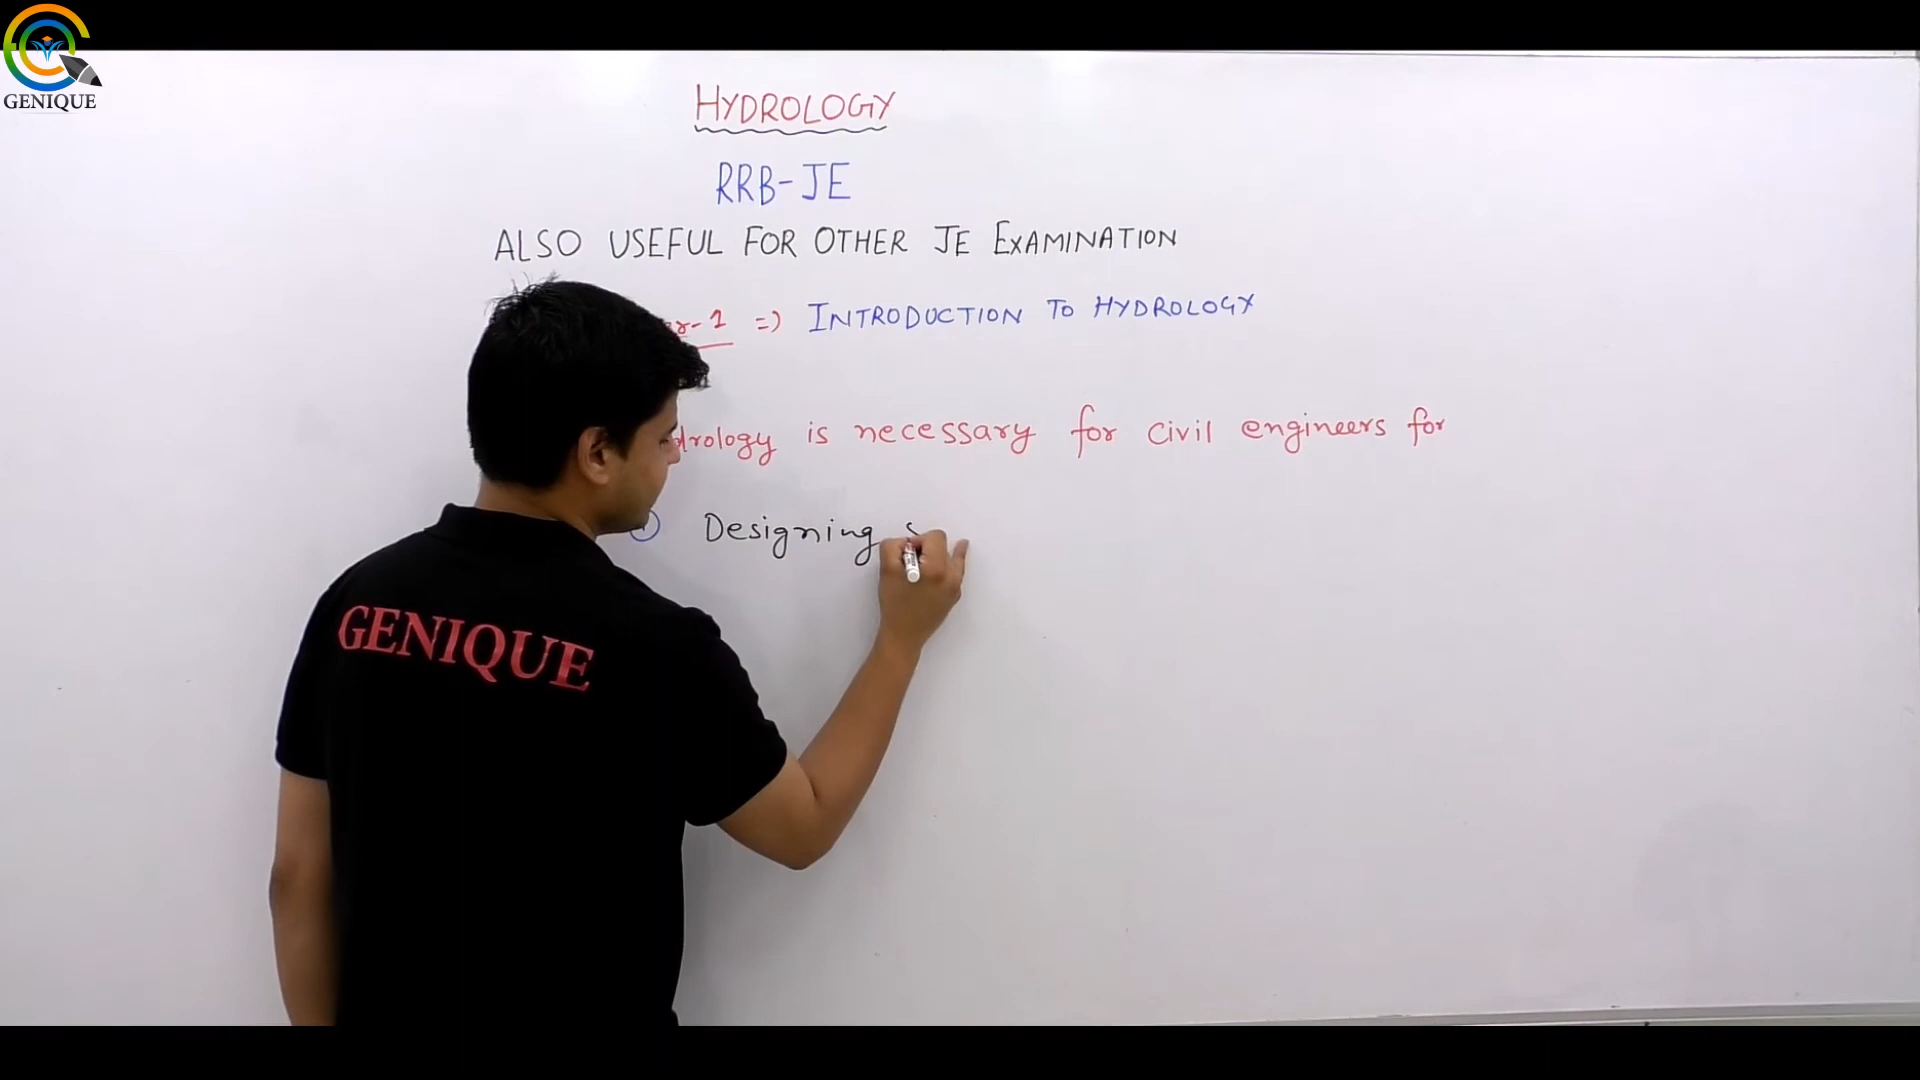 GENIQUE
HYDROLOGY
RRB-JE
ALSO USEFUL FOR OTHER JE EXAMINATION
-1 => INTRODUCTION TO HYDROLOGY
drology is necessary for civil engineers for
Designing
GENIQUE